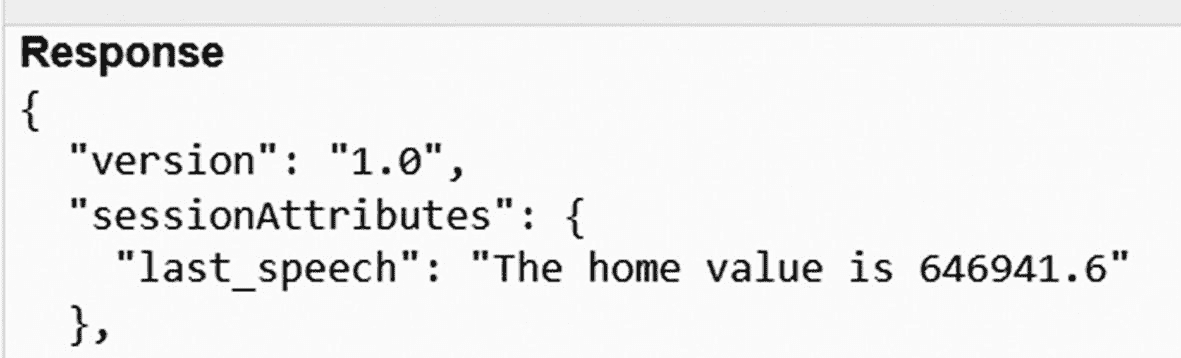 Response
{
"version": "1.0",
"sessionAttributes": {
"last_speech": "The home value is 646941.6"
},